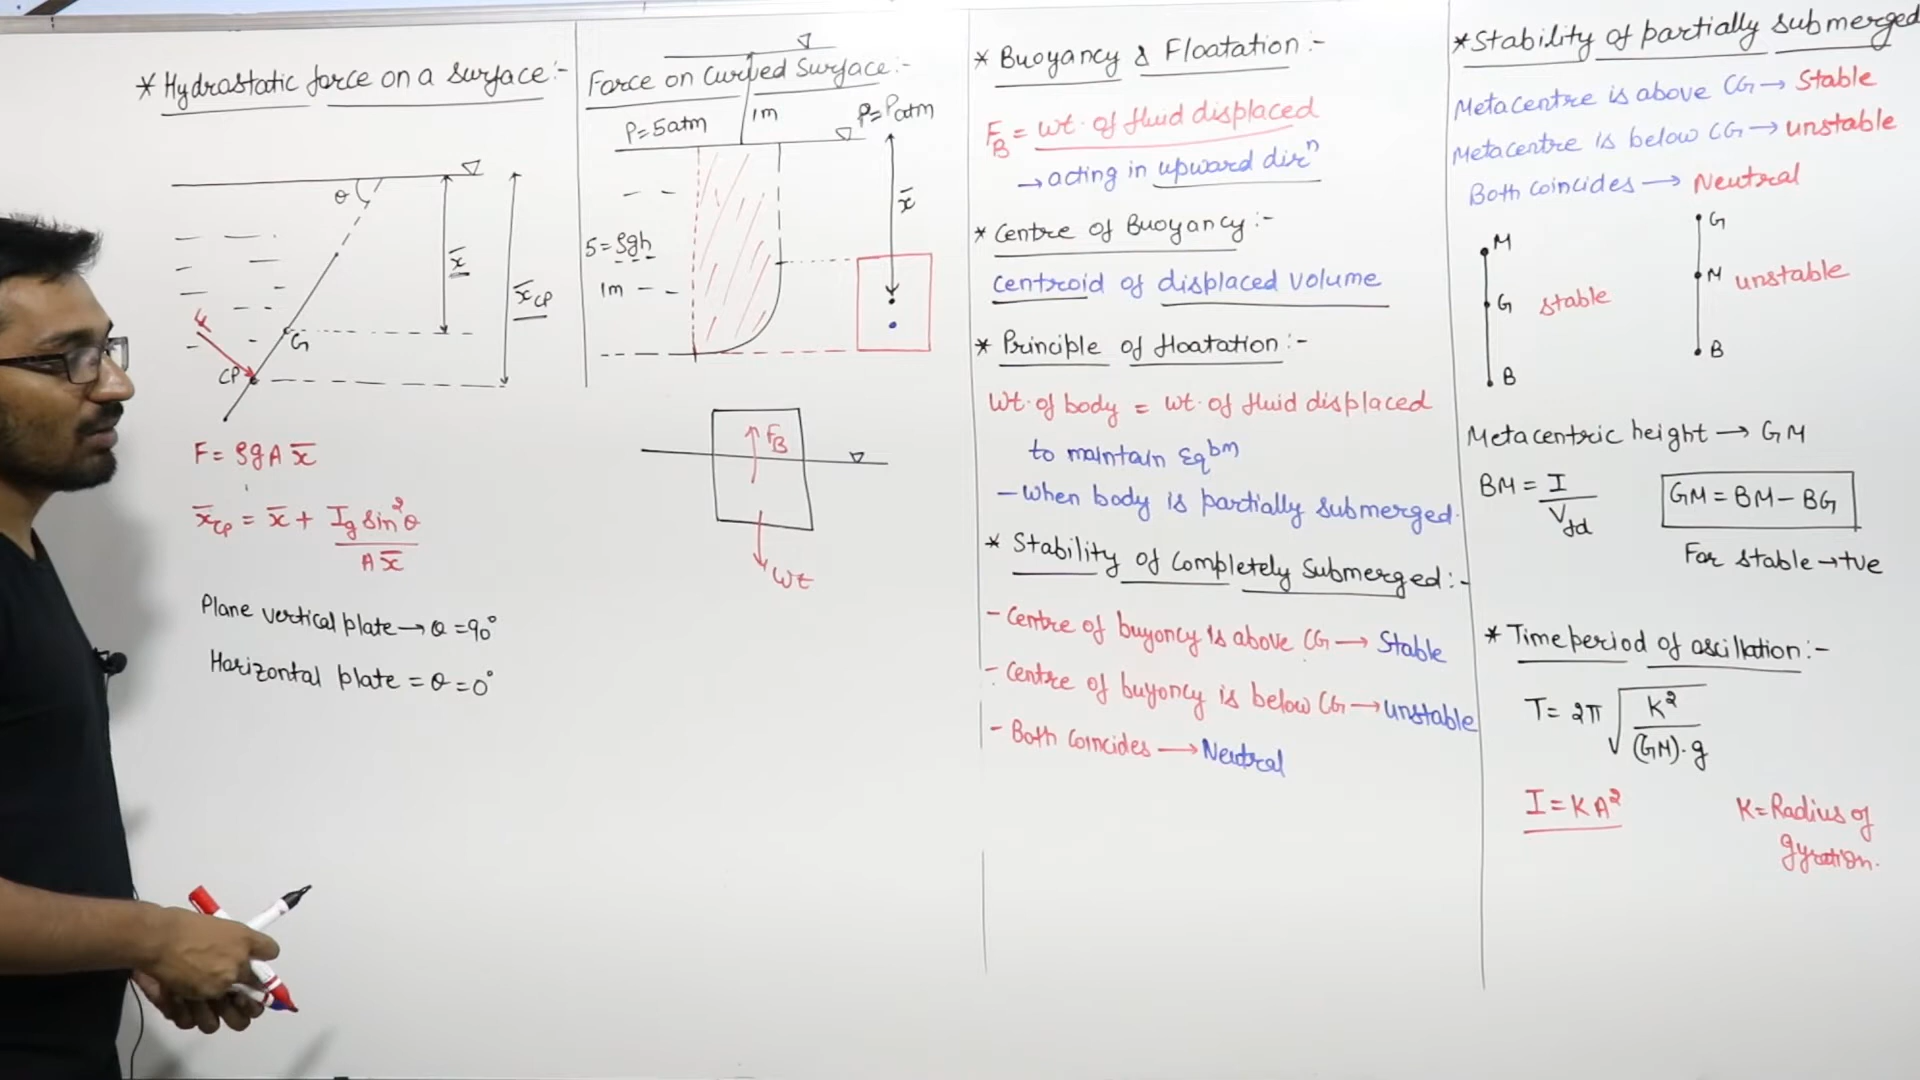 * Hydrostatic force on a surface:-
θ
x̄
x̄CP
G
CP
F = ρgA x̄
x̄cp = x̄ + Ig sin²θ
A x̄
Plane vertical plate → θ = 90°
Horizontal plate = θ = 0°
Force on Curved Surface:-
P = 5atm
1m
P = Patm
x̄
5 = ρgh
1m
FB
Wt
* Buoyancy & Floatation:-
FB = wt. of fluid displaced
→ acting in upward dirⁿ
* Centre of Buoyancy:-
centroid of displaced volume
* Principle of floatation:-
Wt. of body = wt. of fluid displaced
to maintain Eqbm
- When body is partially submerged.
* Stability of Completely Submerged:-
- Centre of buyoncy is above CG → Stable
- Centre of buyoncy is below CG → unstable
- Both Coincides → Neutral
* Stability of partially submerged
Metacentre is above CG → Stable
Metacentre is below CG → unstable
Both Coincides → Neutral
M
G
B
stable
G
M
B
unstable
Metacentric height → GM
BM = I
Vfd
GM = BM - BG
For stable → +ve
* Time period of oscillation:-
T = 2π √ K²
(GM).g
I = KA²
K = Radius of
gyration.